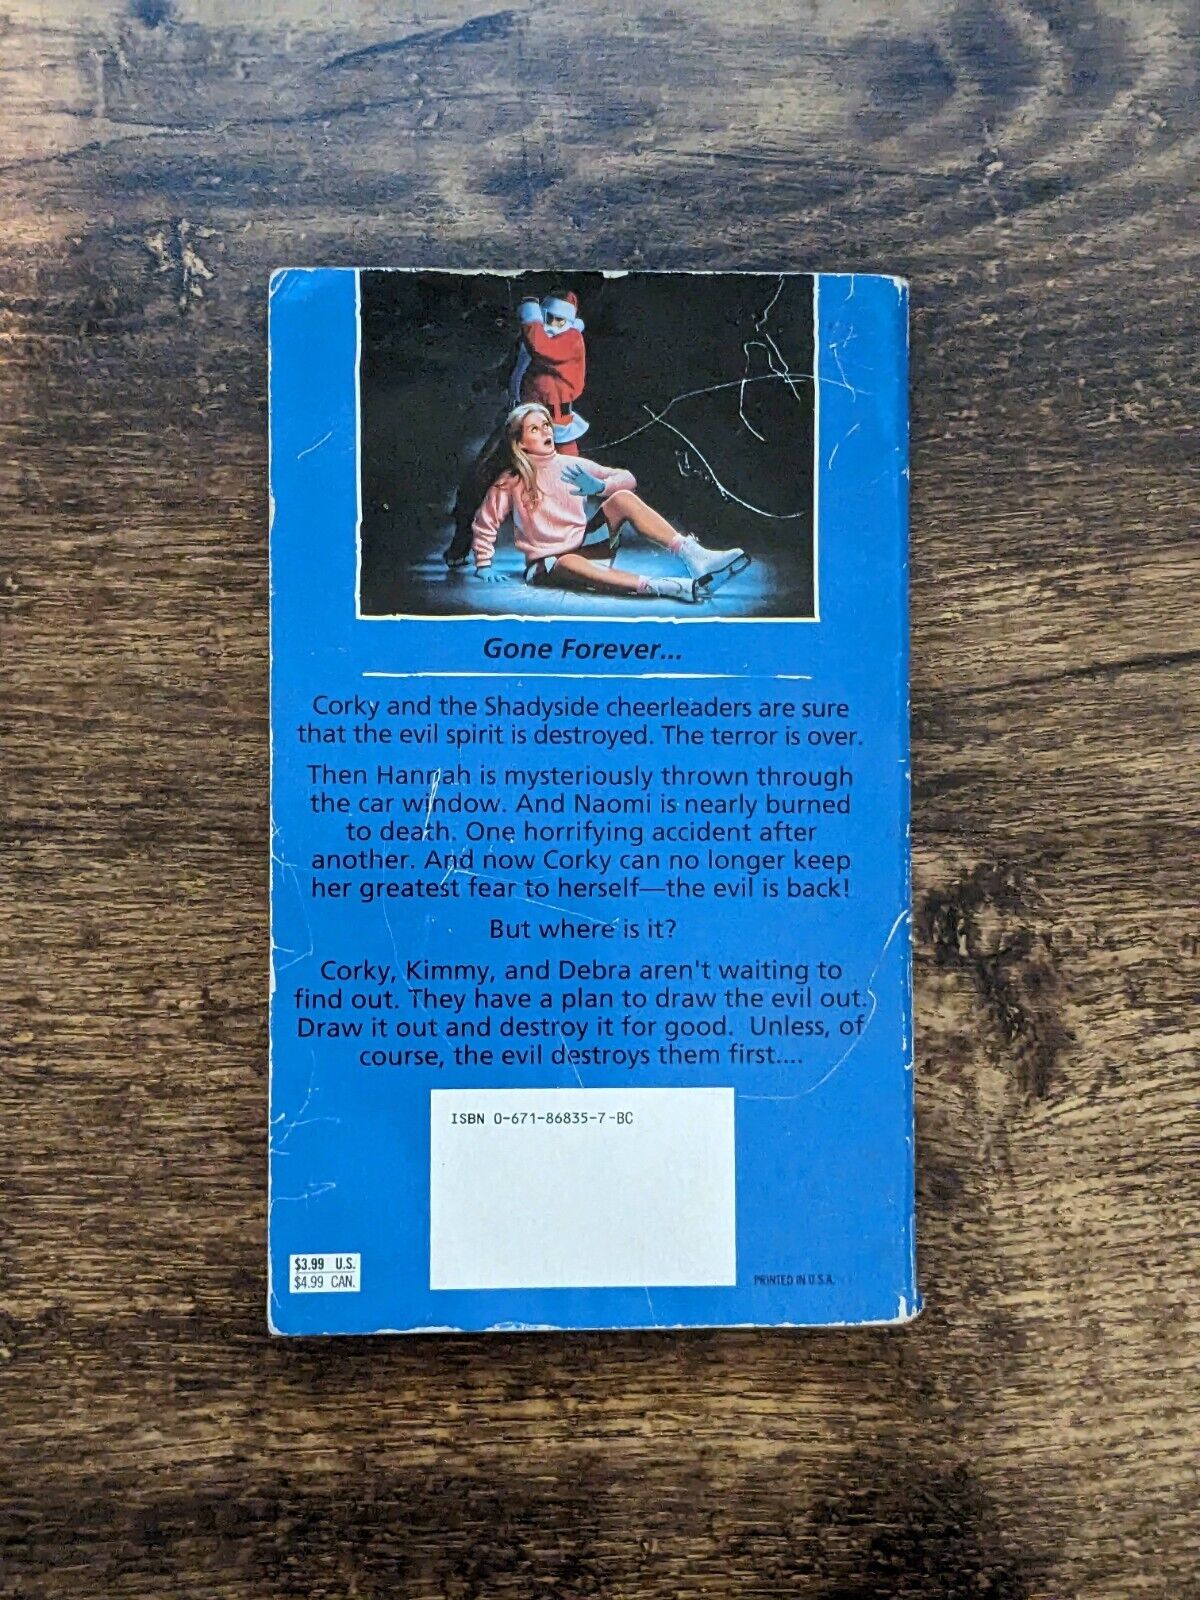 Gone Forever...
Corky and the Shadyside cheerleaders are sure
that the evil spirit is destroyed. The terror is over.
Then Hannah is mysteriously thrown through
the car window. And Naomi is nearly burned
to death. One horrifying accident after
another. And now Corky can no longer keep
her greatest fear to herself—the evil is back!
But where is it?
Corky, Kimmy, and Debra aren't waiting to
find out. They have a plan to draw the evil out.
Draw it out and destroy it for good. Unless, of
course, the evil destroys them first....
ISBN 0-671-86835-7-BC
$3.99 U.S.
$4.99 CAN.
PRINTED IN U.S.A.